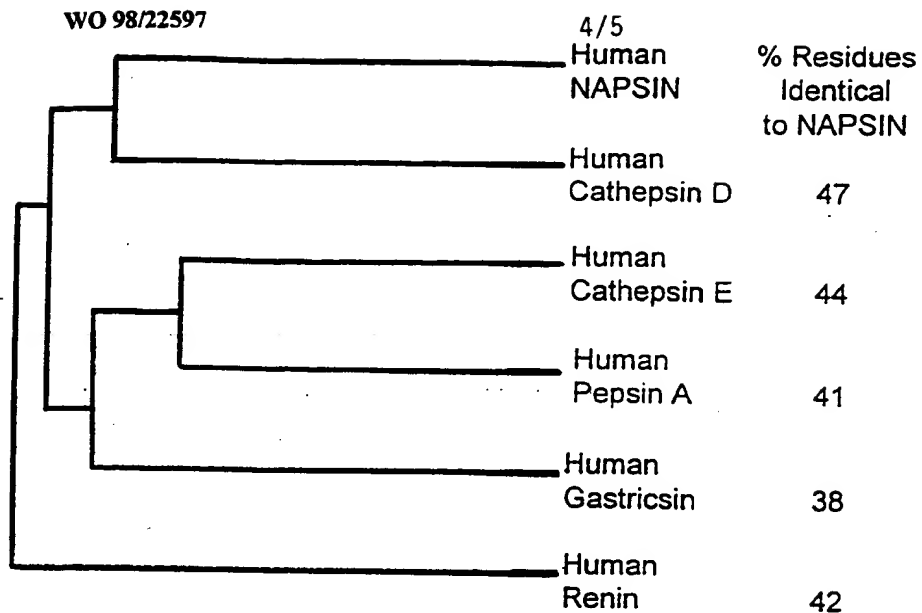 WO 98/22597
4/5
Human
NAPSIN
% Residues
Identical
to NAPSIN
Human
Cathepsin D 47
Human
Cathepsin E 44
Human
Pepsin A 41
Human
Gastricsin 38
Human
Renin 42